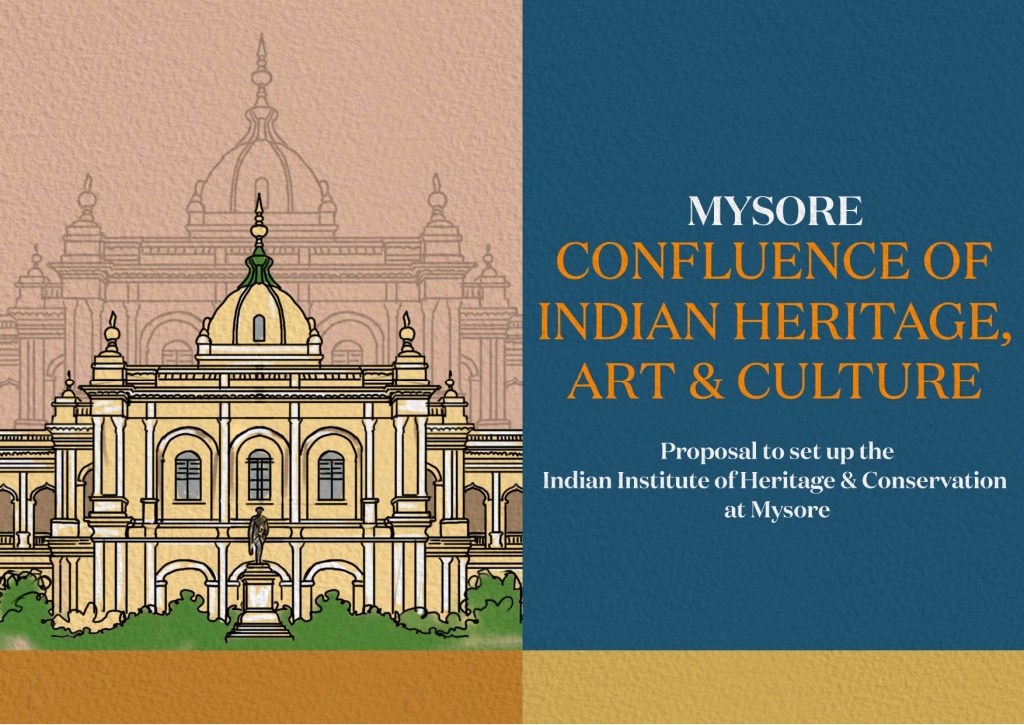 MYSORE
CONFLUENCE OF
INDIAN HERITAGE,
ART & CULTURE
Proposal to set up the
Indian Institute of Heritage & Conservation
at Mysore